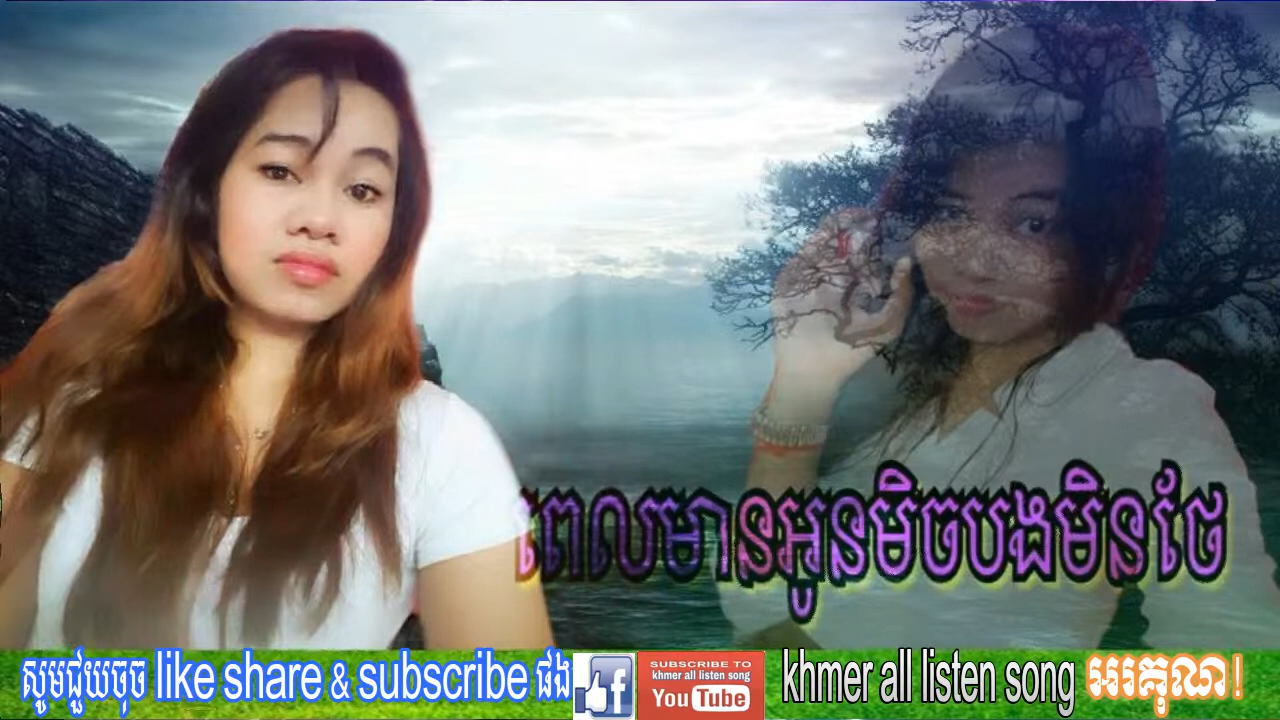 ពេលមានអូនមិចបងមិនថែ
សូមជួយចុច like share & subscribe ផង
SUBSCRIBE TO
khmer all listen song
YouTube
khmer all listen song អរគុណ!